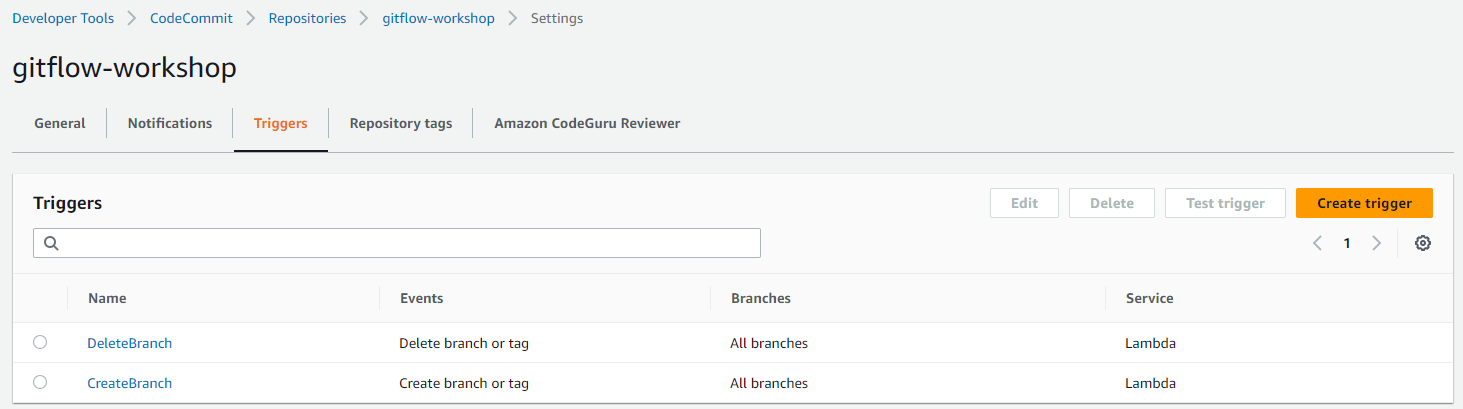 Developer Tools > CodeCommit > Repositories > gitflow-workshop > Settings
gitflow-workshop
General Notifications Triggers Repository tags Amazon CodeGuru Reviewer
Triggers Edit Delete Test trigger Create trigger
1
Name Events Branches Service
DeleteBranch Delete branch or tag All branches Lambda
CreateBranch Create branch or tag All branches Lambda